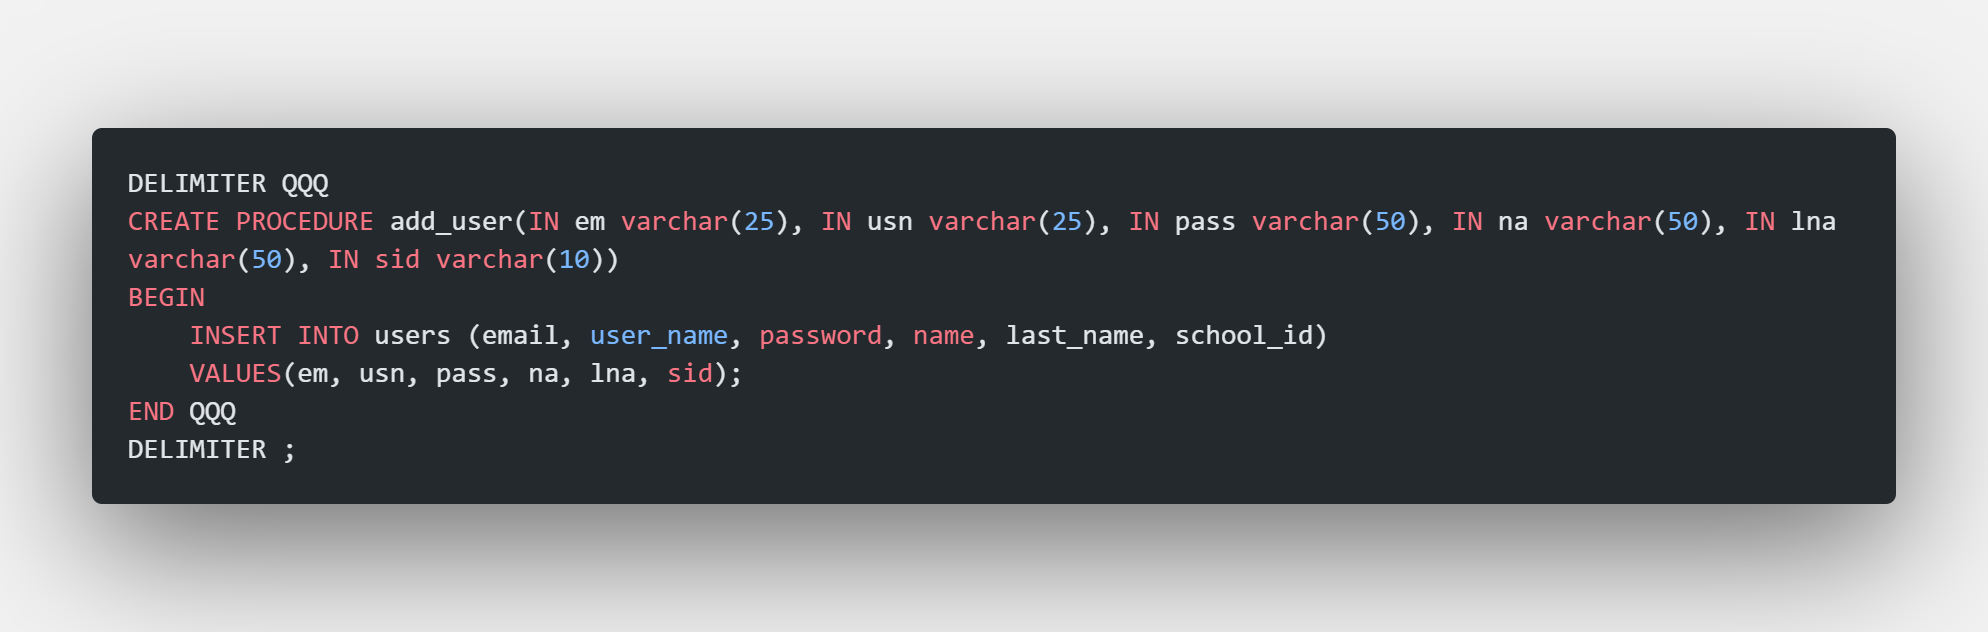 DELIMITER QQQ
CREATE PROCEDURE add_user(IN em varchar(25), IN usn varchar(25), IN pass varchar(50), IN na varchar(50), IN lna
varchar(50), IN sid varchar(10))
BEGIN
    INSERT INTO users (email, user_name, password, name, last_name, school_id)
    VALUES(em, usn, pass, na, lna, sid);
END QQQ
DELIMITER ;